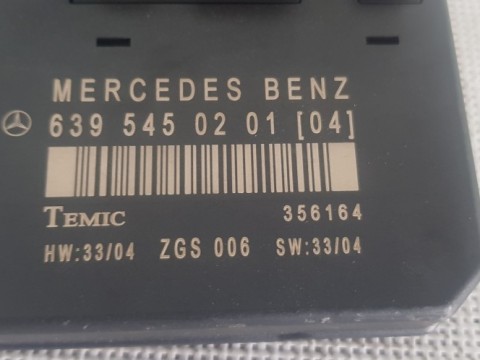 MERCEDES BENZ
639 545 02 01 [04]
TEMIC 356164
HW:33/04 ZGS 006 SW:33/04